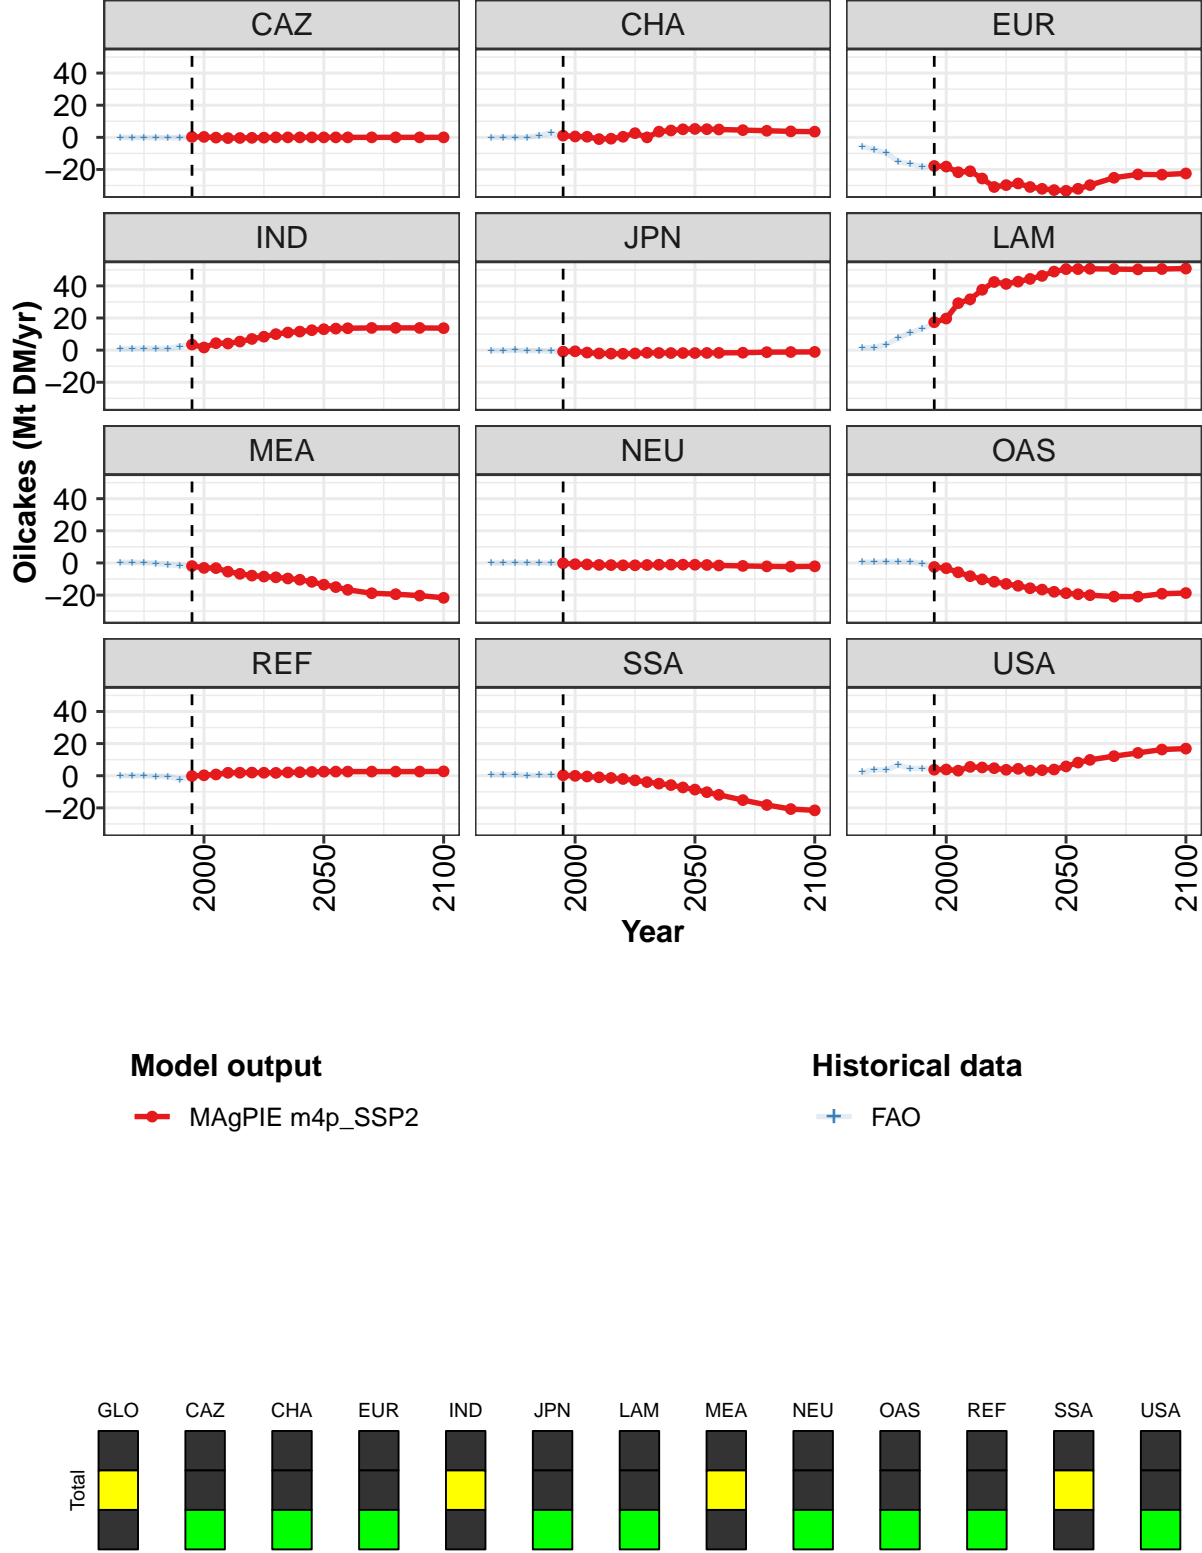 CAZ CHA EUR
40
20
0
−20
IND JPN LAM
40
20
0
−20
MEA NEU OAS
40
20
0
−20
REF SSA USA
40
20
0
−20
Oilcakes (Mt DM/yr)
2000 2050 2100 2000 2050 2100 2000 2050 2100
Year
Model output Historical data
MAgPIE m4p_SSP2 FAO
GLO CAZ CHA EUR IND JPN LAM MEA NEU OAS REF SSA USA
Total